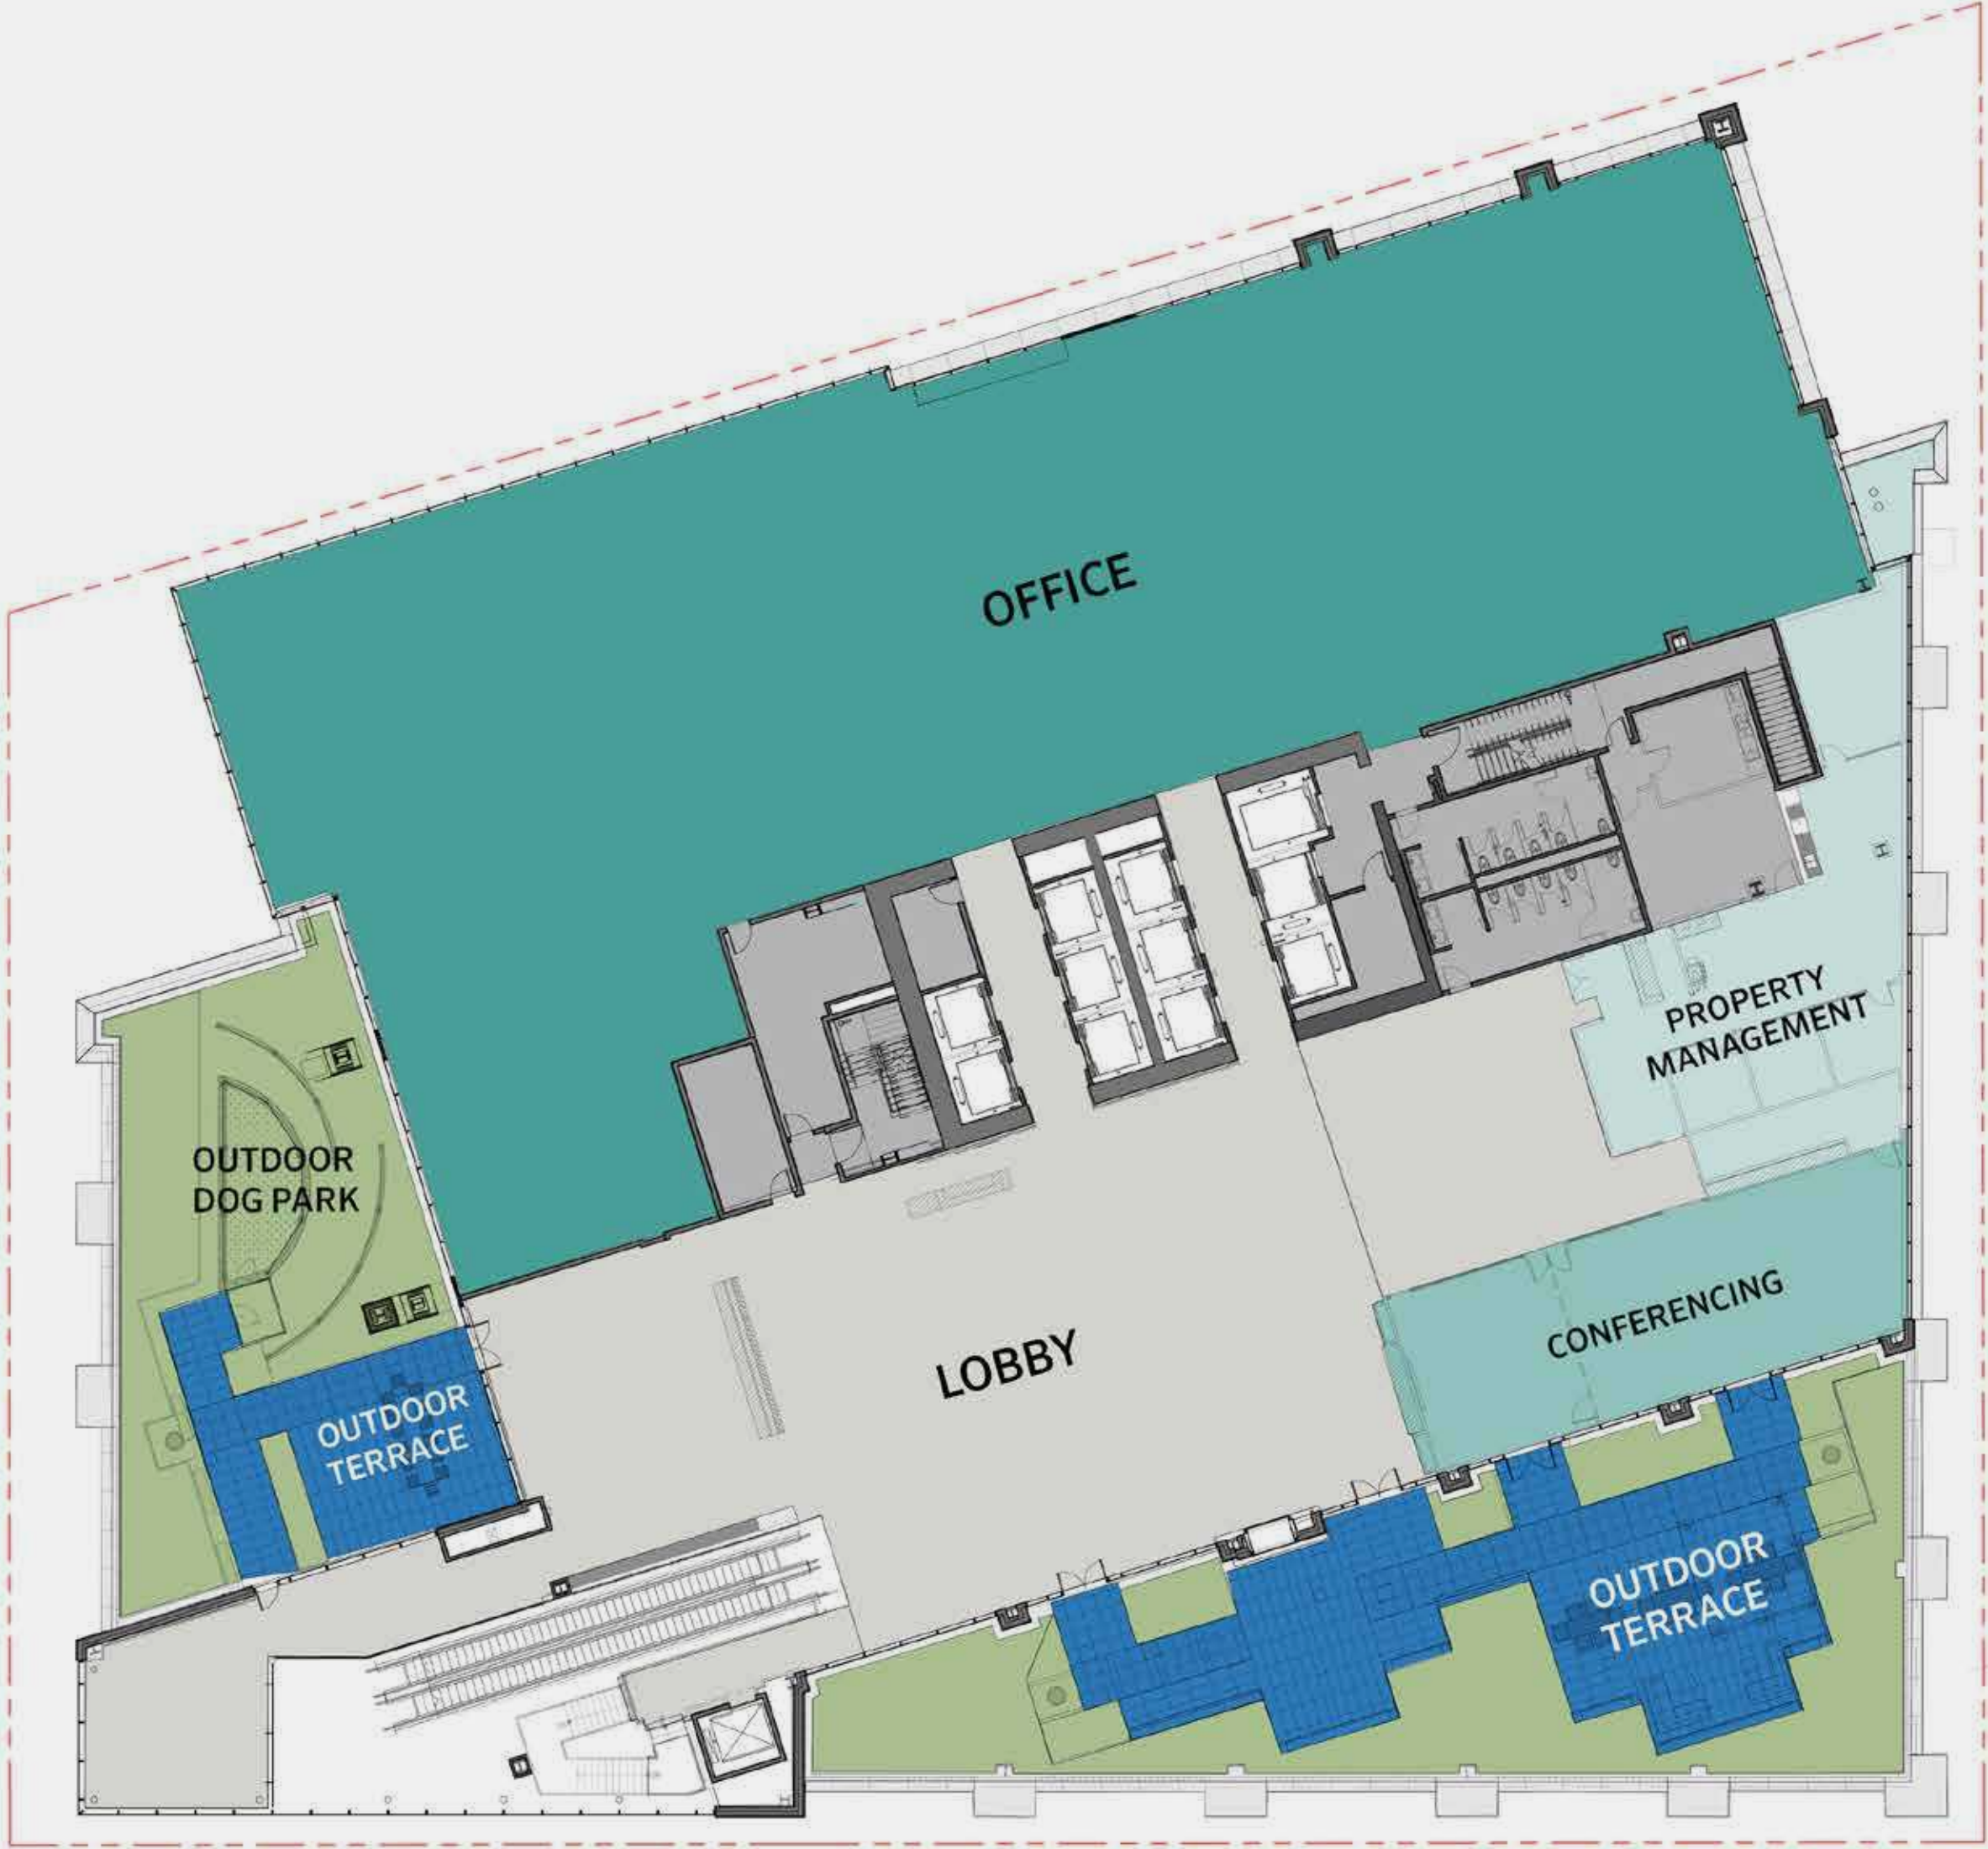 OFFICE
PROPERTY
MANAGEMENT
OUTDOOR
DOG PARK
CONFERENCING
LOBBY
OUTDOOR
TERRACE
OUTDOOR
TERRACE